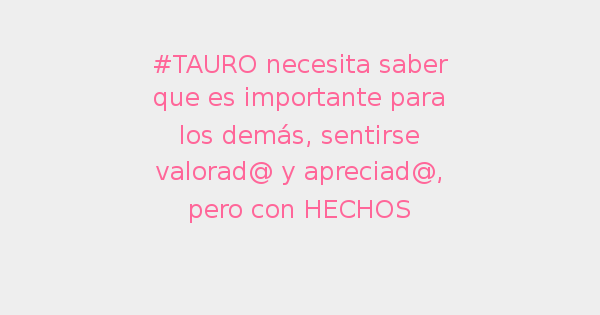 #TAURO necesita saber
que es importante para
los demás, sentirse
valorad@ y apreciad@,
pero con HECHOS